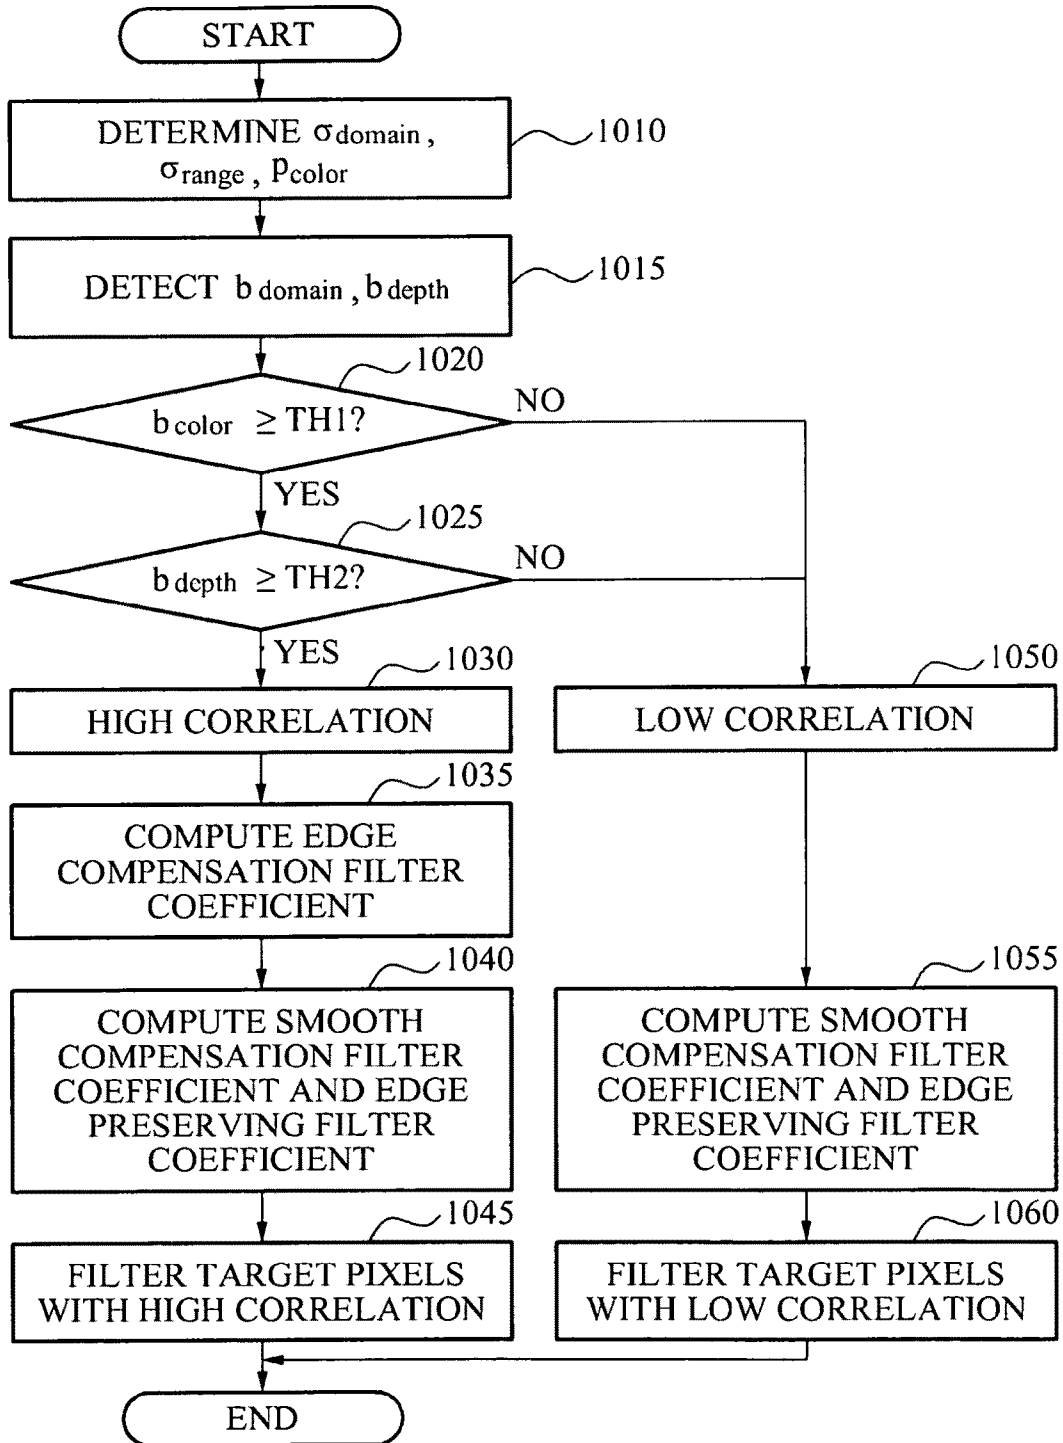 START
DETERMINE σdomain,
σrange, pcolor
1010
DETECT bdomain, bdepth
1015
1020
bcolor ≥ TH1?
NO
YES
1025
bdepth ≥ TH2?
NO
YES
1030
HIGH CORRELATION
1050
LOW CORRELATION
1035
COMPUTE EDGE
COMPENSATION FILTER
COEFFICIENT
1040
COMPUTE SMOOTH
COMPENSATION FILTER
COEFFICIENT AND EDGE
PRESERVING FILTER
COEFFICIENT
1055
COMPUTE SMOOTH
COMPENSATION FILTER
COEFFICIENT AND EDGE
PRESERVING FILTER
COEFFICIENT
1045
FILTER TARGET PIXELS
WITH HIGH CORRELATION
1060
FILTER TARGET PIXELS
WITH LOW CORRELATION
END